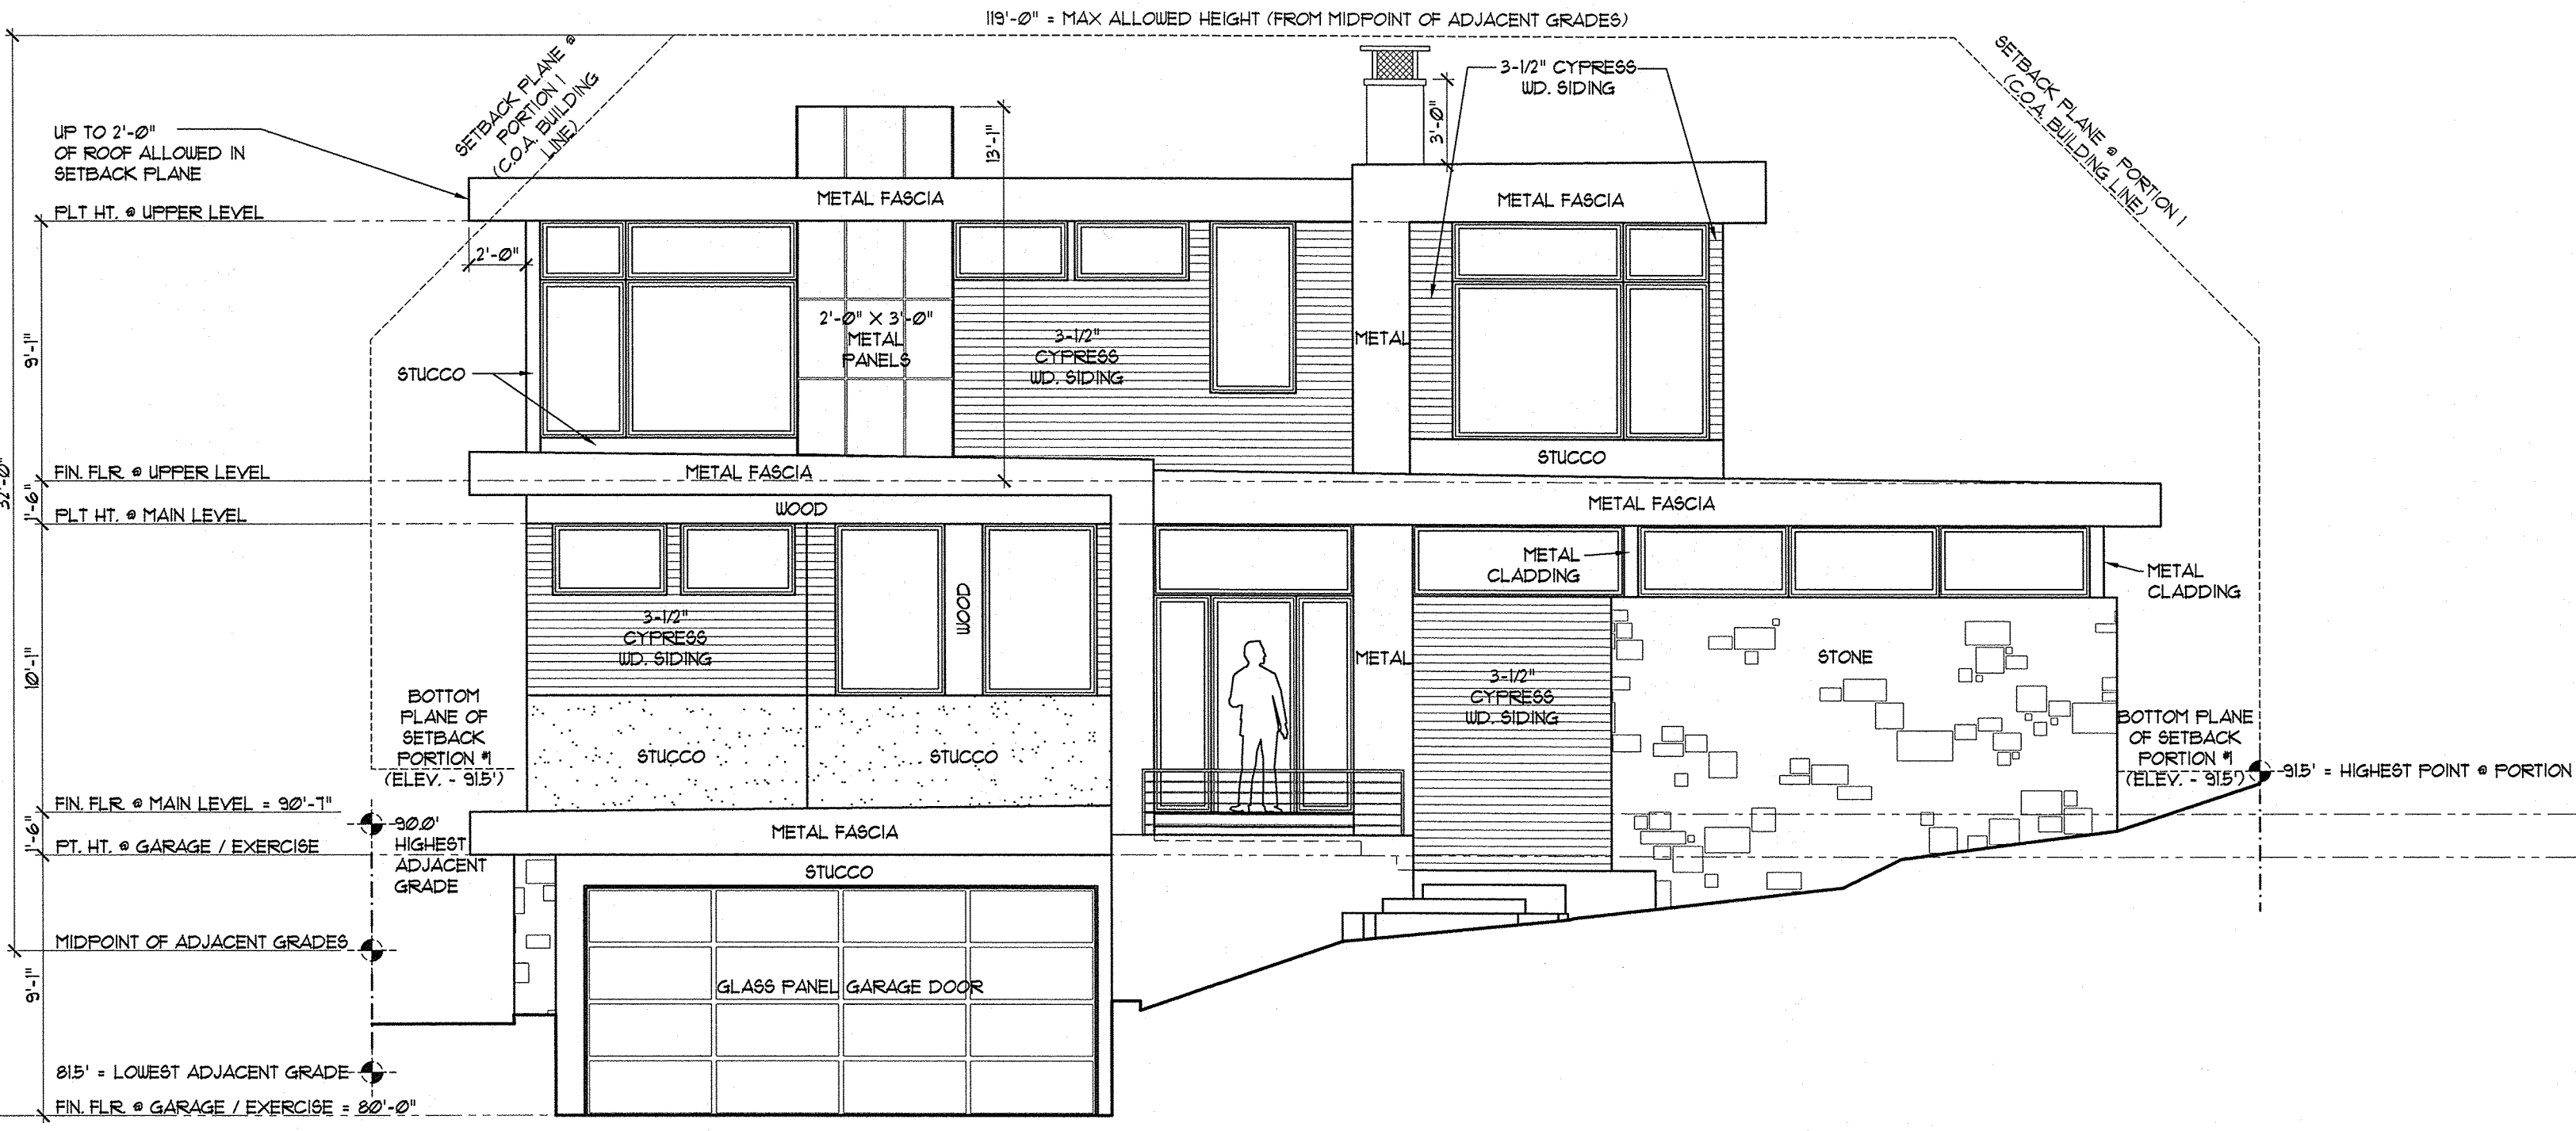 119'-0" = MAX ALLOWED HEIGHT (FROM MIDPOINT OF ADJACENT GRADES)
SETBACK PLANE @
PORTION 1
(C.O.A. BUILDING
LINE)
SETBACK PLANE @ PORTION 1
(C.O.A. BUILDING LINE)
3-1/2" CYPRESS
WD. SIDING
3'-0"
13'-1"
UP TO 2'-0"
OF ROOF ALLOWED IN
SETBACK PLANE
METAL FASCIA
METAL FASCIA
PLT HT. @ UPPER LEVEL
2'-0"
9'-1"
STUCCO
2'-0" X 3'-0"
METAL
PANELS
3-1/2"
CYPRESS
WD. SIDING
METAL
STUCCO
FIN. FLR. @ UPPER LEVEL
METAL FASCIA
32'-0"
1'-6"
METAL FASCIA
WOOD
PLT HT. @ MAIN LEVEL
METAL
CLADDING
METAL
CLADDING
WOOD
3-1/2"
CYPRESS
WD. SIDING
10'-1"
METAL
STONE
3-1/2"
CYPRESS
WD. SIDING
BOTTOM
PLANE OF
SETBACK
PORTION #1
(ELEV. - 91.5')
STUCCO
STUCCO
BOTTOM PLANE
OF SETBACK
PORTION #1
(ELEV. - 91.5')
91.5' = HIGHEST POINT @ PORTION
FIN. FLR. @ MAIN LEVEL = 90'-7"
1'-6"
90.0'
HIGHEST
ADJACENT
GRADE
METAL FASCIA
PT. HT. @ GARAGE / EXERCISE
STUCCO
MIDPOINT OF ADJACENT GRADES
9'-1"
GLASS PANEL GARAGE DOOR
81.5' = LOWEST ADJACENT GRADE
FIN. FLR. @ GARAGE / EXERCISE = 80'-0"